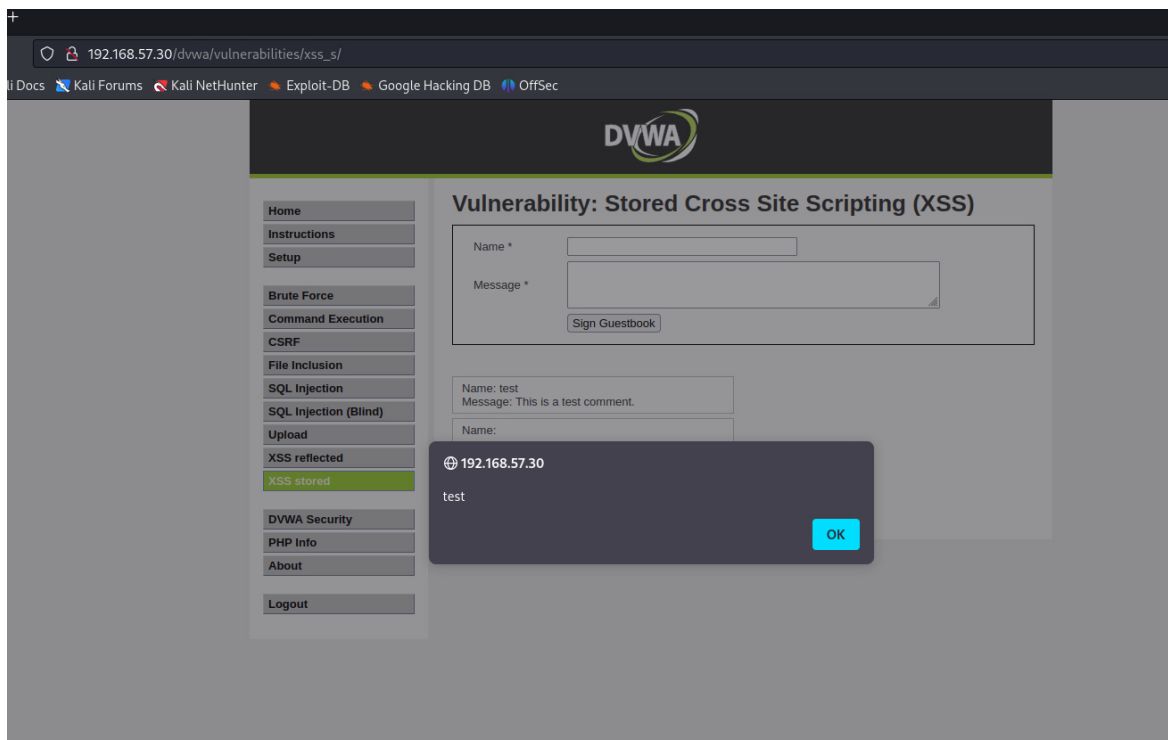 +
192.168.57.30/dvwa/vulnerabilities/xss_s/
li Docs Kali Forums Kali NetHunter Exploit-DB Google Hacking DB OffSec
DVWA
Home
Instructions
Setup
Brute Force
Command Execution
CSRF
File Inclusion
SQL Injection
SQL Injection (Blind)
Upload
XSS reflected
XSS stored
DVWA Security
PHP Info
About
Logout
Vulnerability: Stored Cross Site Scripting (XSS)
Name *
Message *
Sign Guestbook
Name: test
Message: This is a test comment.
Name:
192.168.57.30
test
OK